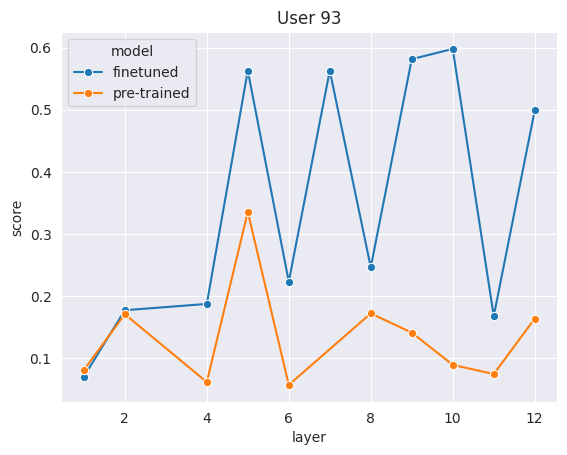 User 93
model
finetuned
pre-trained
score
0.6
0.5
0.4
0.3
0.2
0.1
2 4 6 8 10 12
layer